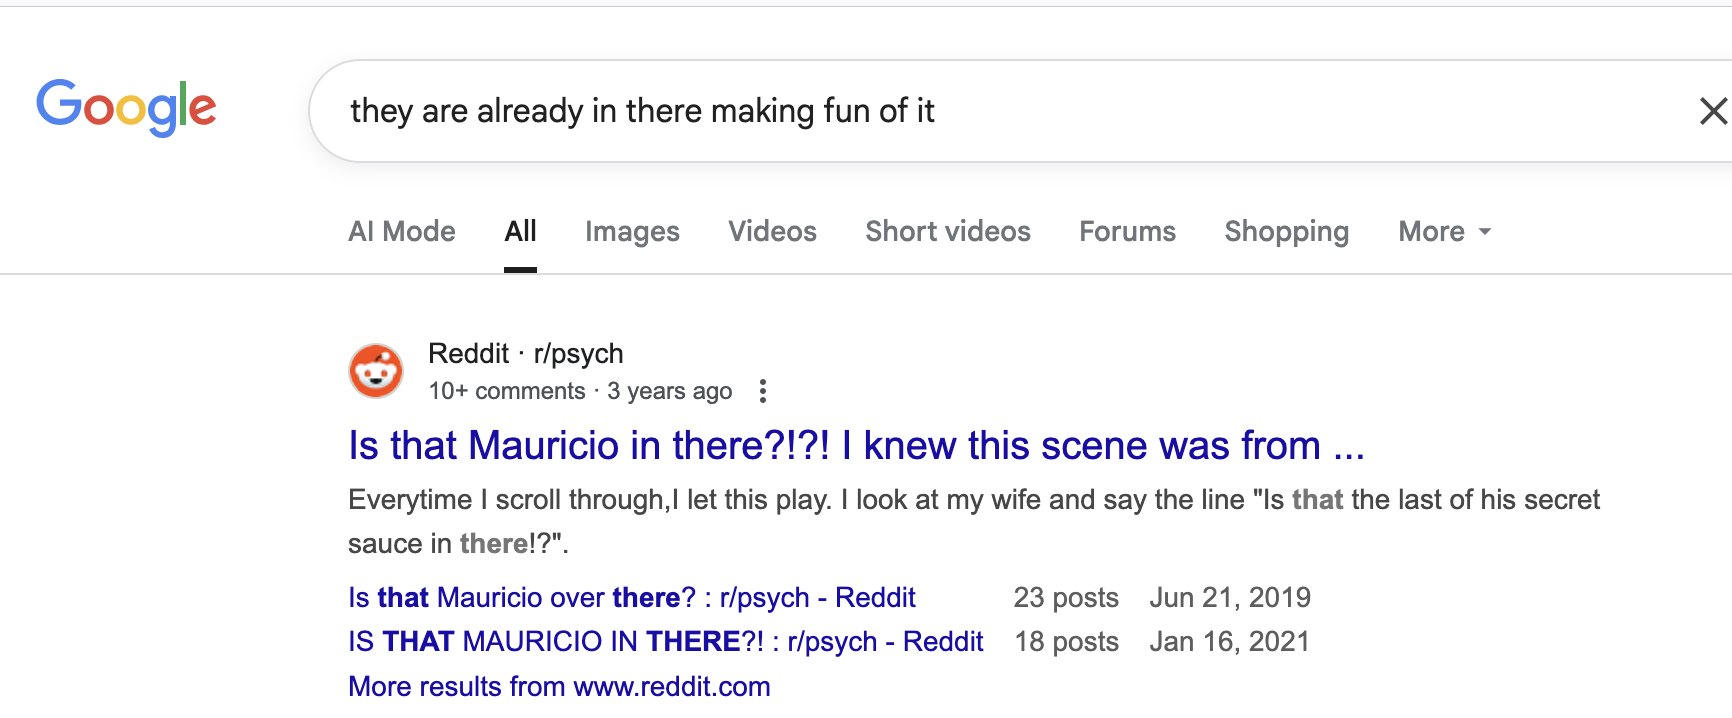 Google
they are already in there making fun of it
AI Mode All Images Videos Short videos Forums Shopping More
Reddit · r/psych
10+ comments · 3 years ago
Is that Mauricio in there?!?! I knew this scene was from ...
Everytime I scroll through,I let this play. I look at my wife and say the line "Is that the last of his secret
sauce in there!?".
Is that Mauricio over there? : r/psych - Reddit 23 posts Jun 21, 2019
IS THAT MAURICIO IN THERE?! : r/psych - Reddit 18 posts Jan 16, 2021
More results from www.reddit.com